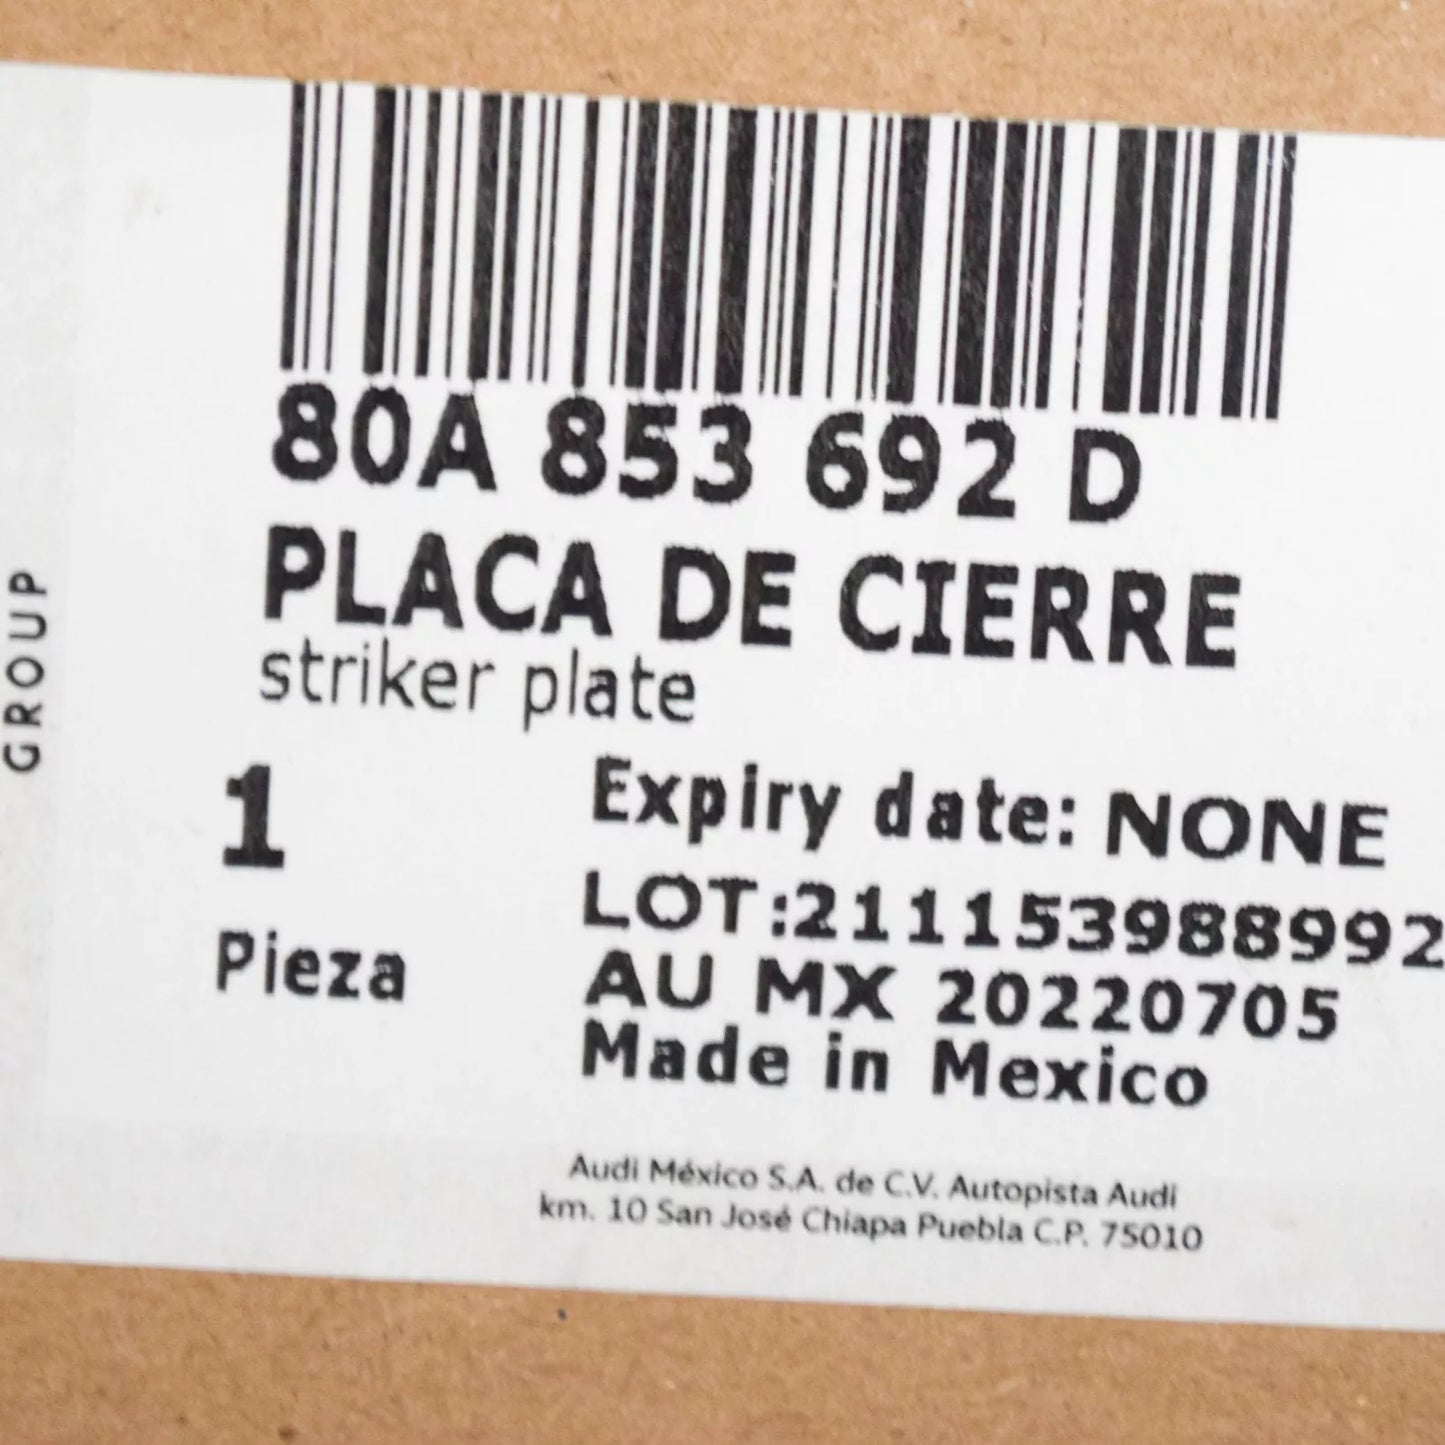 GROUP
80A 853 692 D
PLACA DE CIERRE
striker plate
1
Pieza
Expiry date: NONE
LOT:211153988992
AU MX 20220705
Made in Mexico
Audi México S.A. de C.V. Autopista Audi
km. 10 San José Chiapa Puebla C.P. 75010